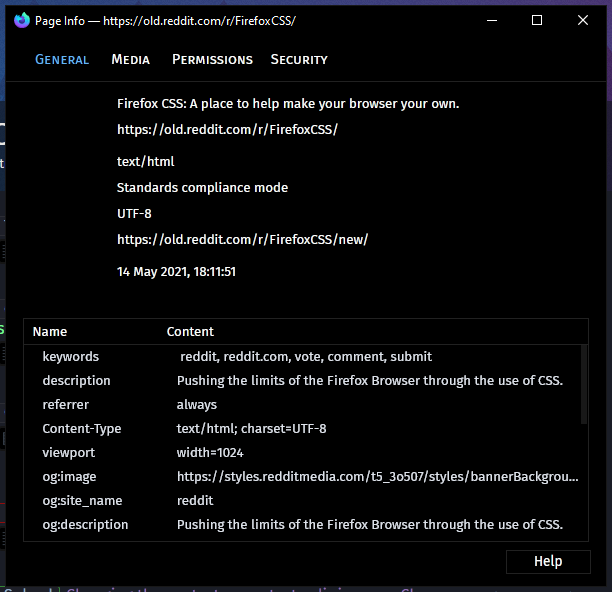 Page Info — https://old.reddit.com/r/FirefoxCSS/
General Media Permissions Security
Firefox CSS: A place to help make your browser your own.
https://old.reddit.com/r/FirefoxCSS/
text/html
Standards compliance mode
UTF-8
https://old.reddit.com/r/FirefoxCSS/new/
14 May 2021, 18:11:51
Name Content
keywords reddit, reddit.com, vote, comment, submit
description Pushing the limits of the Firefox Browser through the use of CSS.
referrer always
Content-Type text/html; charset=UTF-8
viewport width=1024
og:image https://styles.redditmedia.com/t5_3o507/styles/bannerBackgrou...
og:site_name reddit
og:description Pushing the limits of the Firefox Browser through the use of CSS.
Help